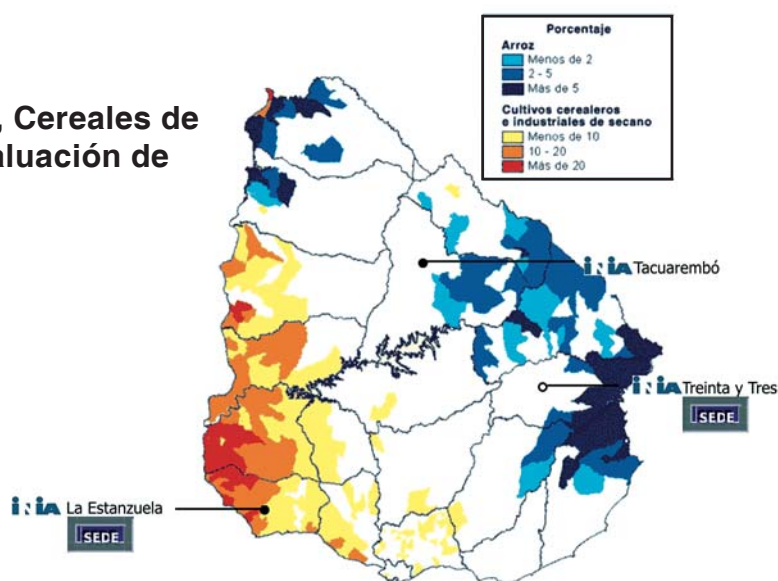 , Cereales de
aluación de
Porcentaje
Arroz
Menos de 2
2 - 5
Más de 5
Cultivos cerealeros
e industriales de secano
Menos de 10
10 - 20
Más de 20
iNiA Tacuarembó
iNiA Treinta y Tres
SEDE
iNiA La Estanzuela
SEDE